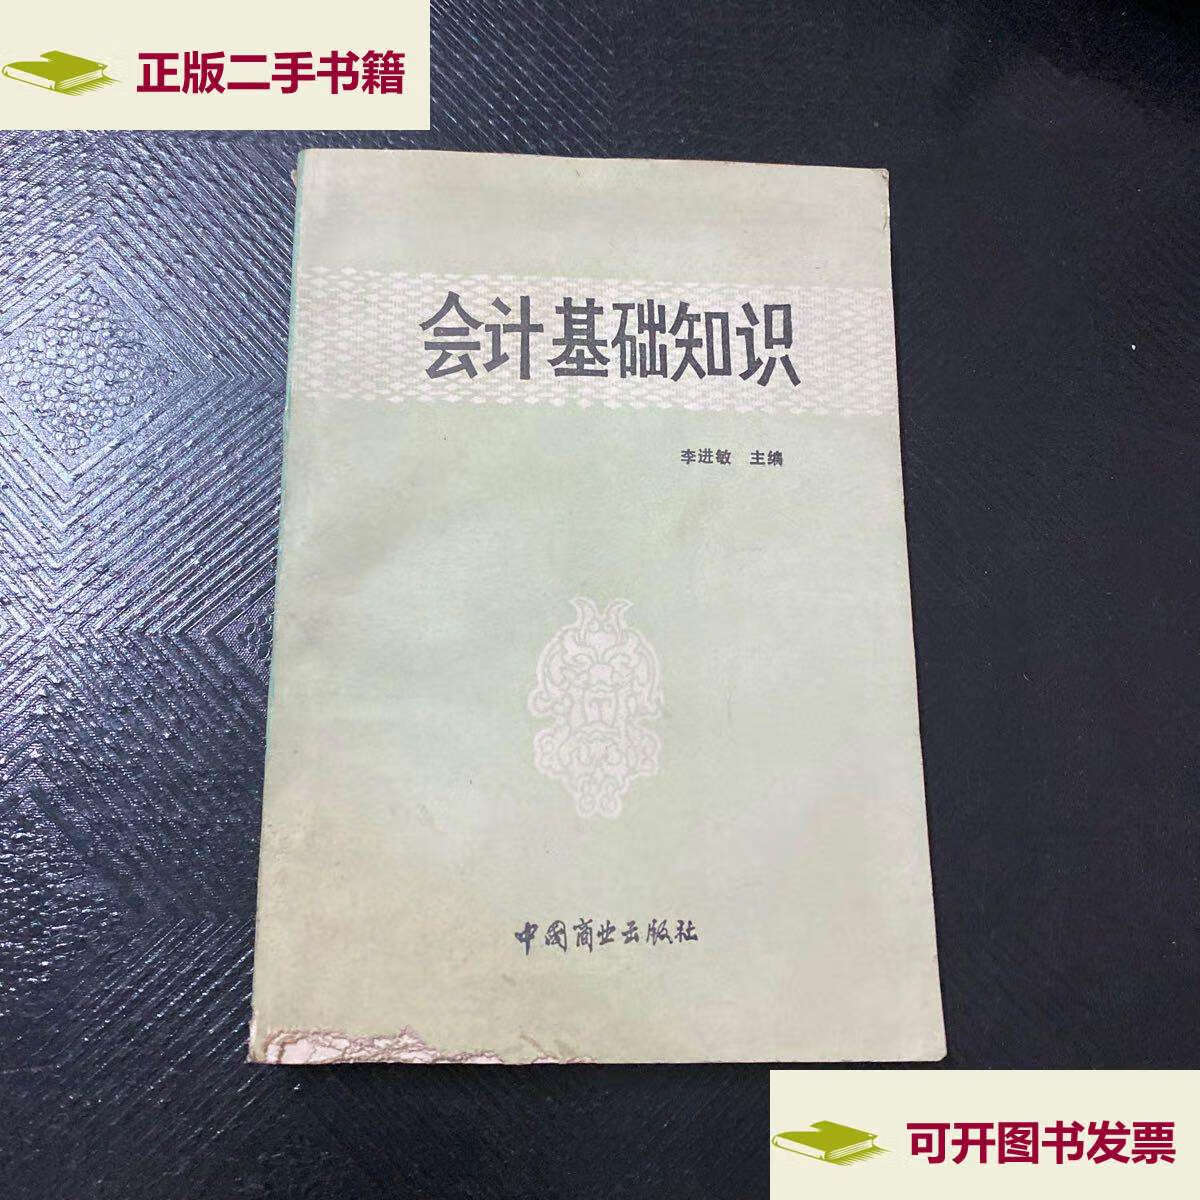 正版二手书籍
会计基础知识
李进敏 主编
中国商业出版社
可开图书发票